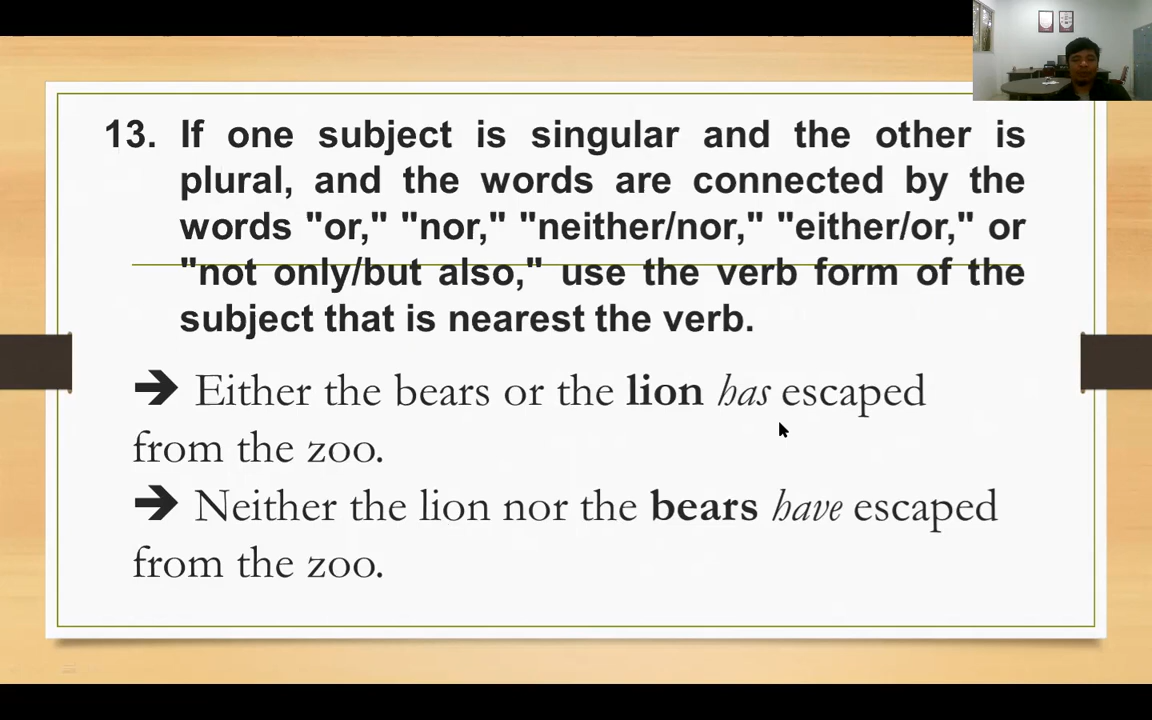 13. If one subject is singular and the other is
plural, and the words are connected by the
words "or," "nor," "neither/nor," "either/or," or
"not only/but also," use the verb form of the
subject that is nearest the verb.
➔ Either the bears or the lion has escaped
from the zoo.
➔ Neither the lion nor the bears have escaped
from the zoo.